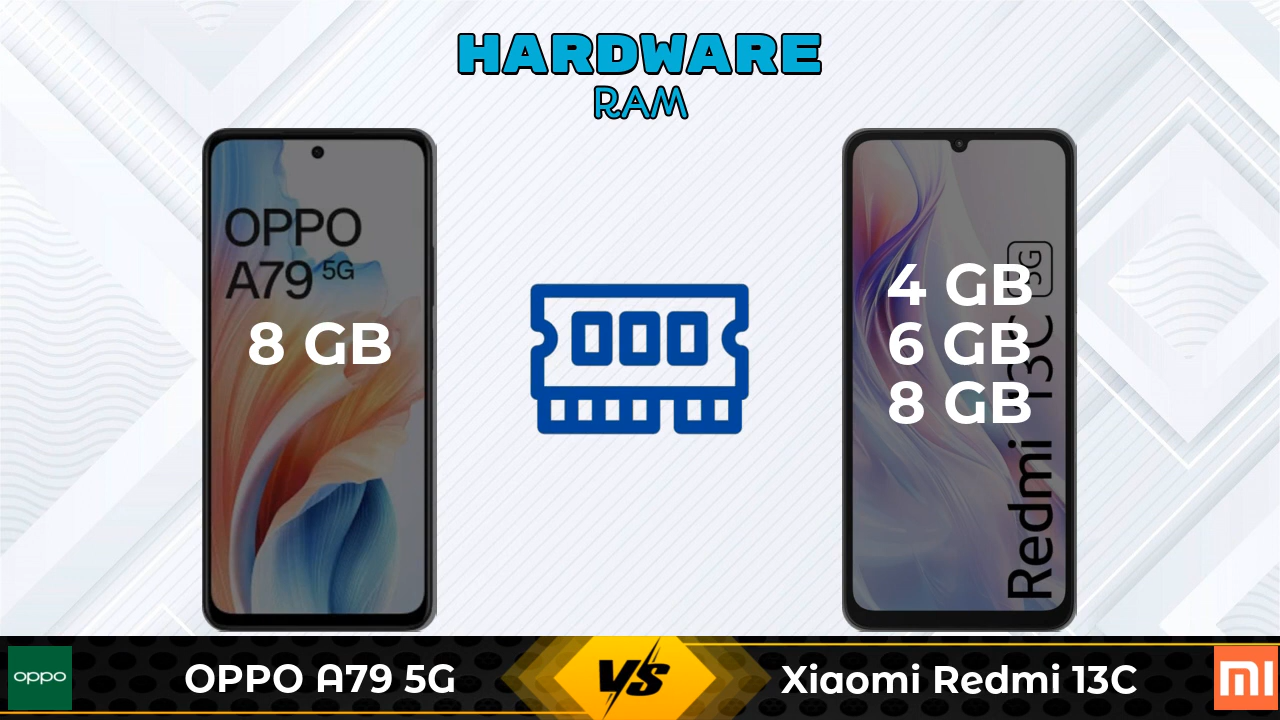 HARDWARE
RAM
OPPO
A79 5G
8 GB
4 GB
6 GB
8 GB
Redmi 13C 5G
oppo
OPPO A79 5G
VS
Xiaomi Redmi 13C
mi